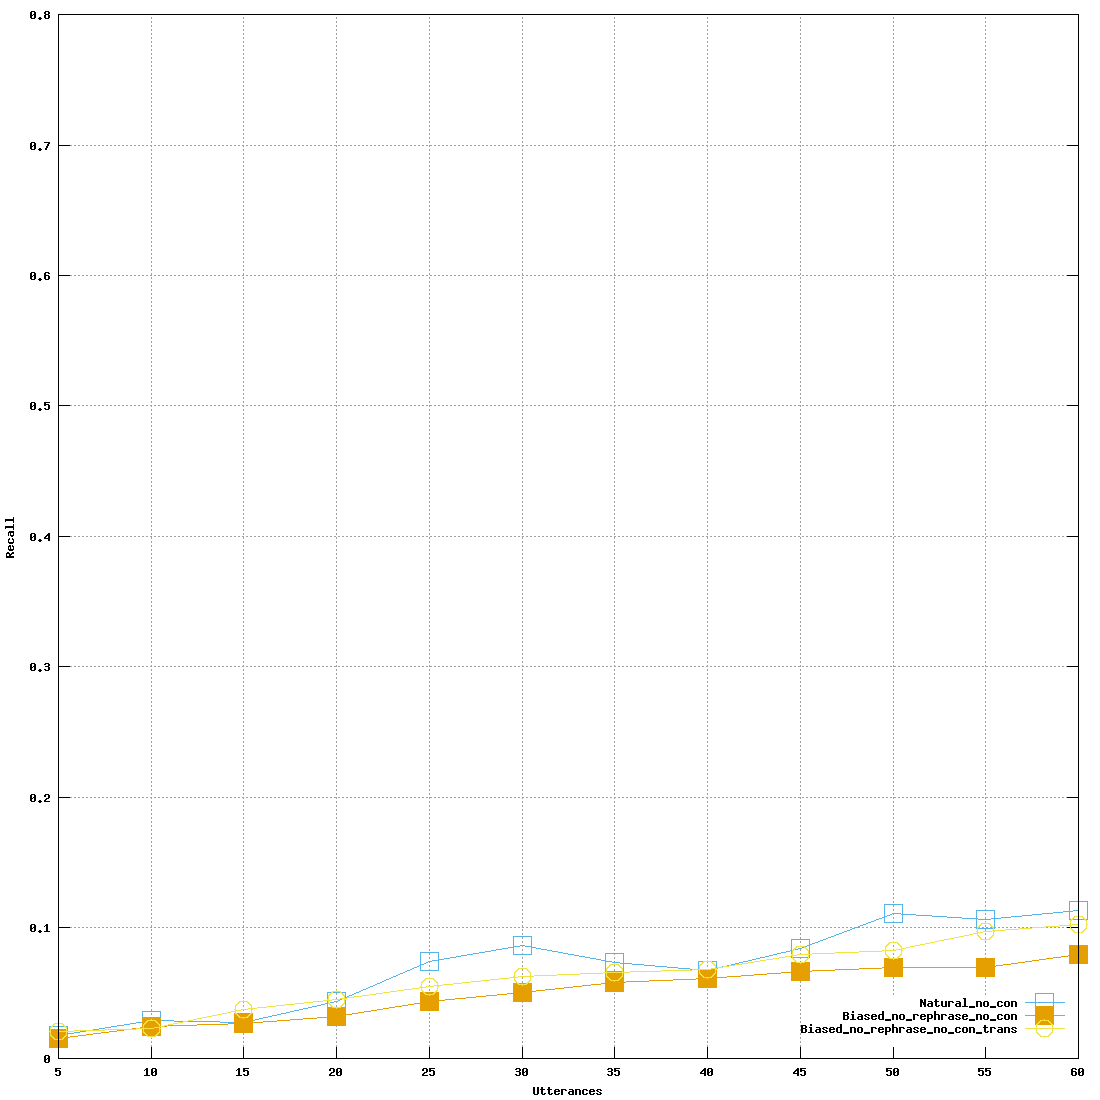 0.8
0.7
0.6
0.5
0.4
0.3
0.2
0.1
0
Recall
Natural_no_con
Biased_no_rephrase_no_con
Biased_no_rephrase_no_con_trans
5 10 15 20 25 30 35 40 45 50 55 60
Utterances